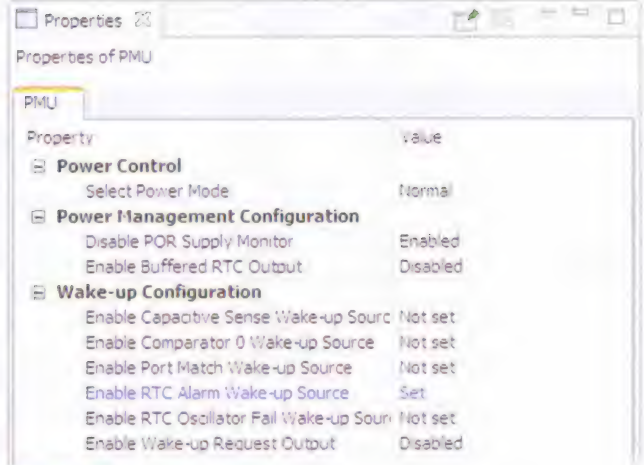 Properties
Properties of PMU
PMU
Property Value
Power Control
Select Power Mode Normal
Power Management Configuration
Disable POR Supply Monitor Enabled
Enable Buffered RTC Output Disabled
Wake-up Configuration
Enable Capacitive Sense Wake-up Sourc Not set
Enable Comparator 0 Wake-up Source Not set
Enable Port Match Wake-up Source Not set
Enable RTC Alarm Wake-up Source Set
Enable RTC Oscillator Fail Wake-up Sour Not set
Enable Wake-up Request Output Disabled